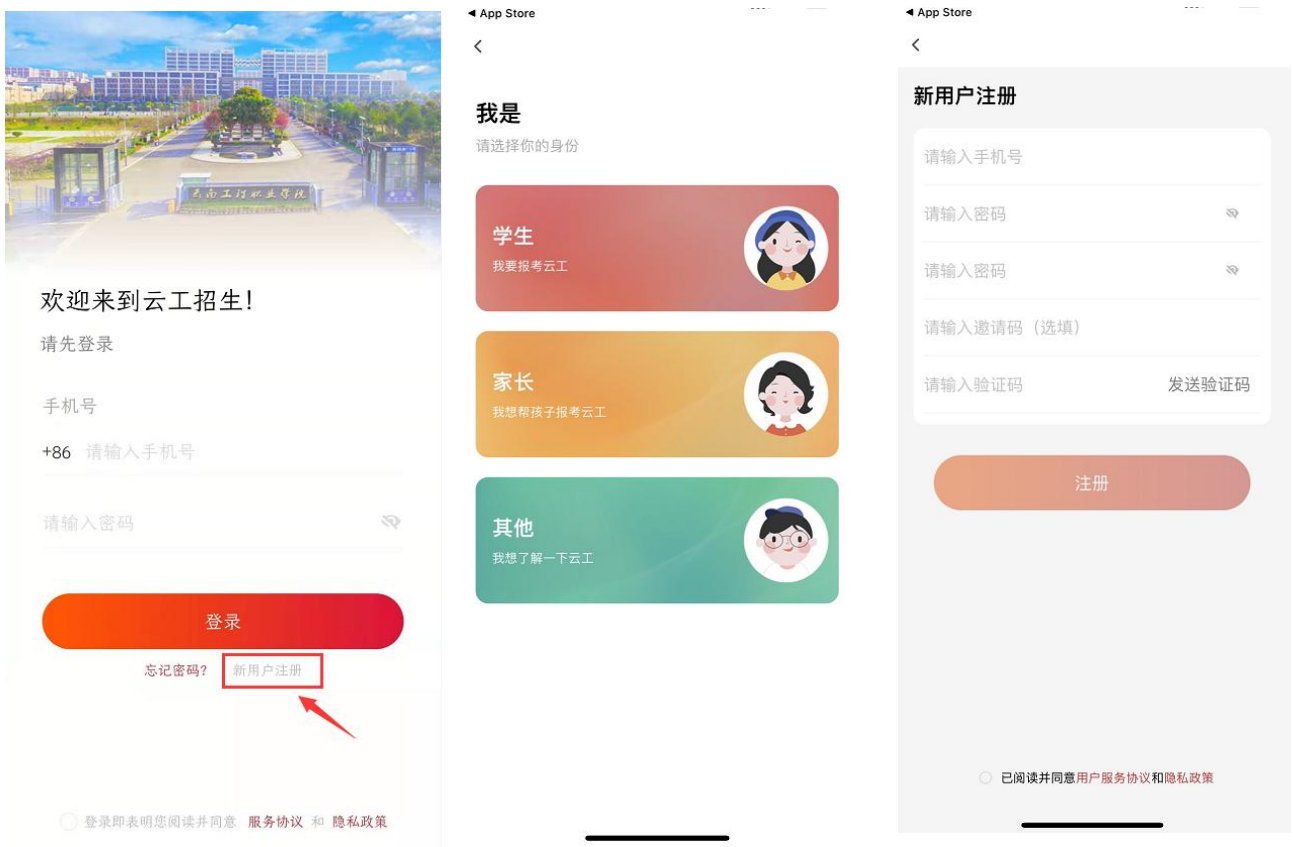 云南工程职业学院
欢迎来到云工招生!
请先登录
手机号
+86 请输入手机号
请输入密码
登录
忘记密码? 新用户注册
登录即表明您阅读并同意 服务协议 和 隐私政策
App Store
我是
请选择你的身份
学生
我要报考云工
家长
我想帮孩子报考云工
其他
我想了解一下云工
App Store
新用户注册
请输入手机号
请输入密码
请输入密码
请输入邀请码（选填）
请输入验证码 发送验证码
注册
已阅读并同意用户服务协议和隐私政策